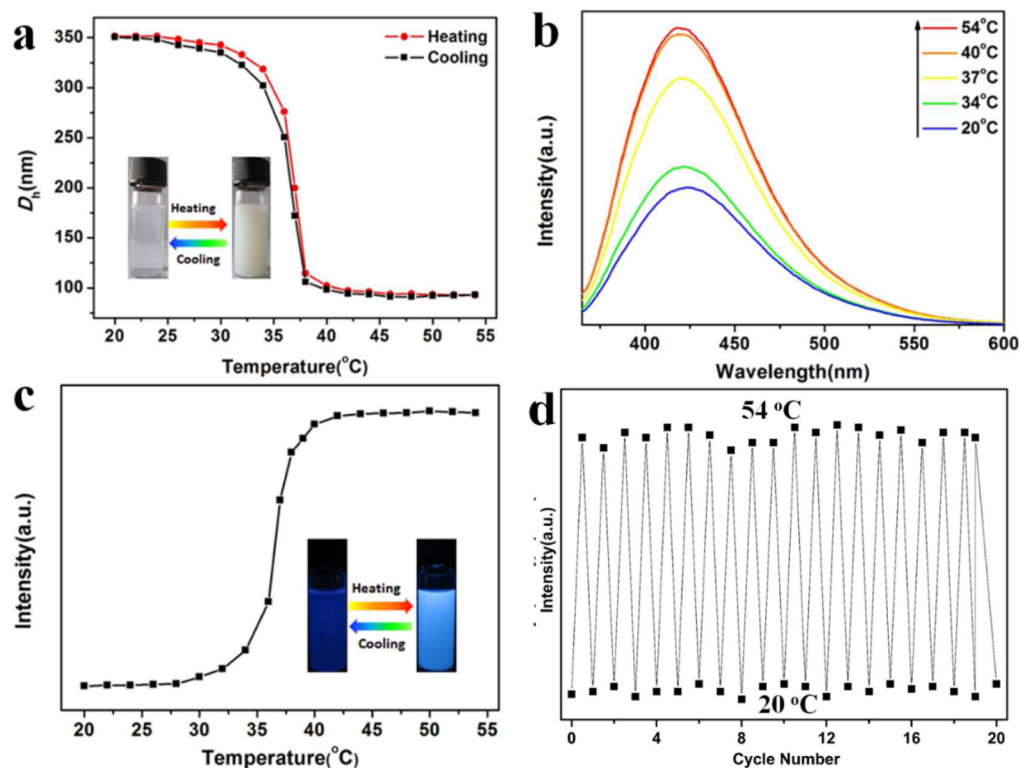 a
Heating
Cooling
350
300
250
200
150
100
Dh(nm)
Heating
Cooling
20 25 30 35 40 45 50 55
Temperature(°C)
b
54°C
40°C
37°C
34°C
20°C
Intensity(a.u.)
400 450 500 550 600
Wavelength(nm)
c
Intensity(a.u.)
Heating
Cooling
20 25 30 35 40 45 50 55
Temperature(°C)
d
54 °C
Intensity(a.u.)
20 °C
0 4 8 12 16 20
Cycle Number